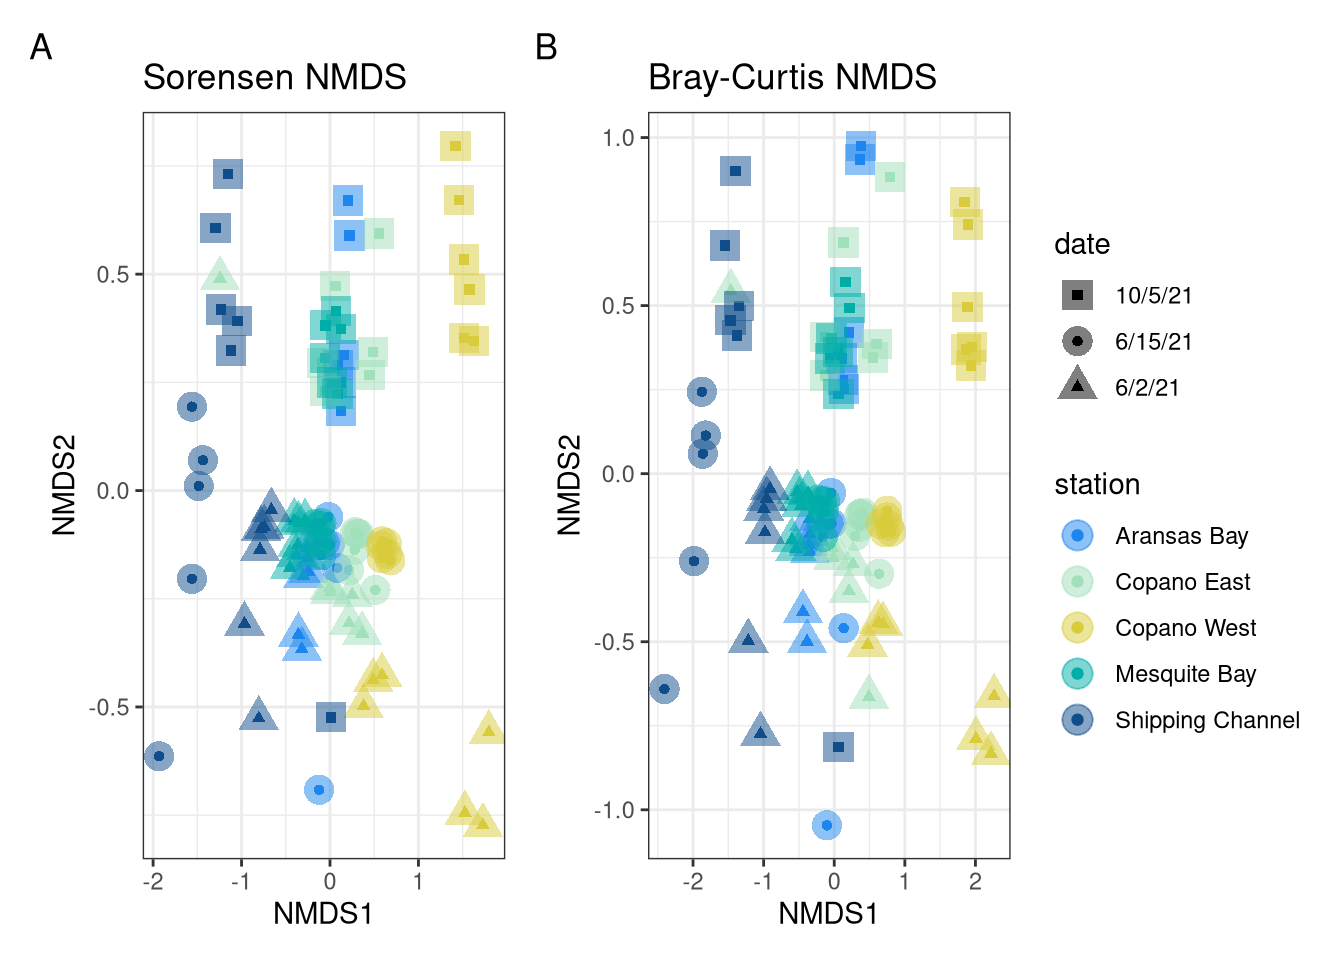 A
B
Sorensen NMDS
Bray-Curtis NMDS
NMDS2
0.5
0.0
-0.5
-2
-1
0
1
NMDS1
NMDS2
1.0
0.5
0.0
-0.5
-1.0
-2
-1
0
1
2
NMDS1
date
10/5/21
6/15/21
6/2/21
station
Aransas Bay
Copano East
Copano West
Mesquite Bay
Shipping Channel